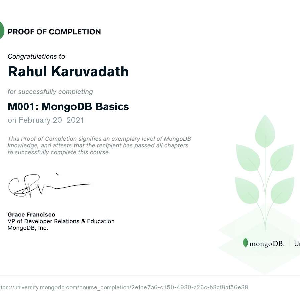 PROOF OF COMPLETION
Congratulations to
Rahul Karuvadath
for successfully completing
M001: MongoDB Basics
on February 20, 2021
This Proof of Completion signifies an exemplary level of MongoDB
knowledge, and attests that the recipient has passed all chapters
to successfully complete this course
Grace Francisco
VP of Developer Relations & Education
MongoDB, Inc.
mongoDB.